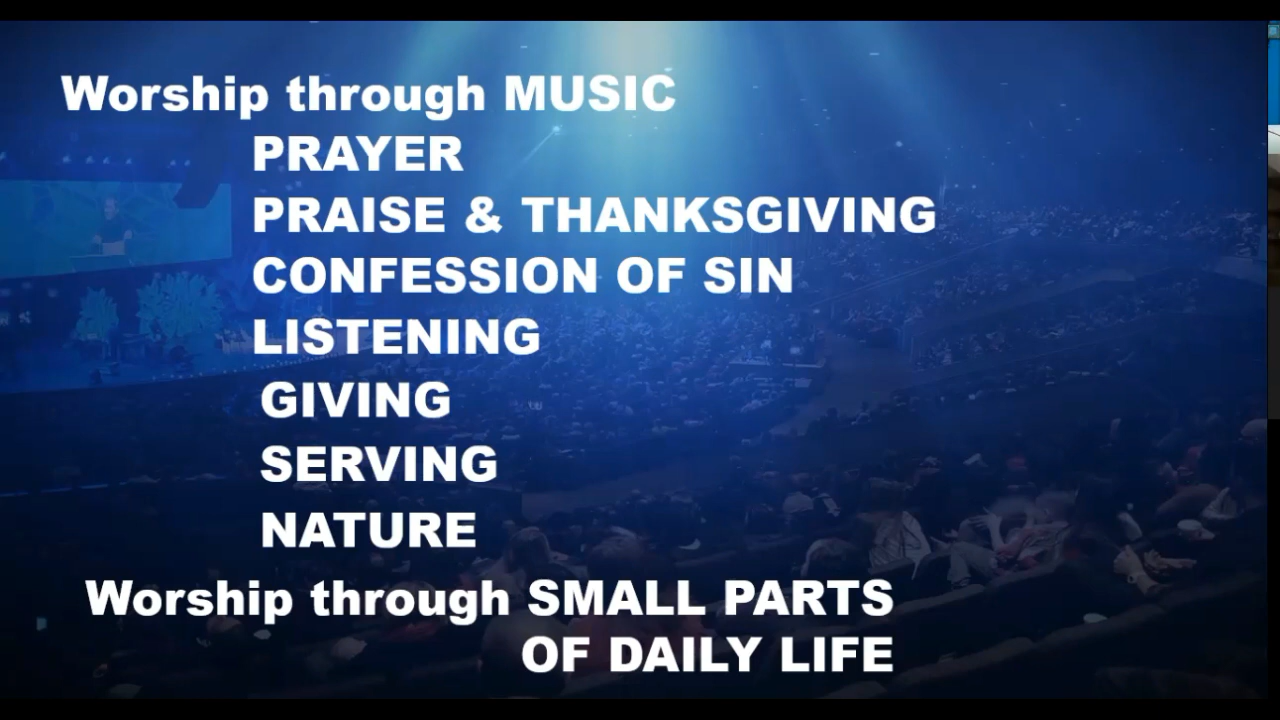 Worship through MUSIC
PRAYER
PRAISE & THANKSGIVING
CONFESSION OF SIN
LISTENING
GIVING
SERVING
NATURE
Worship through SMALL PARTS
OF DAILY LIFE